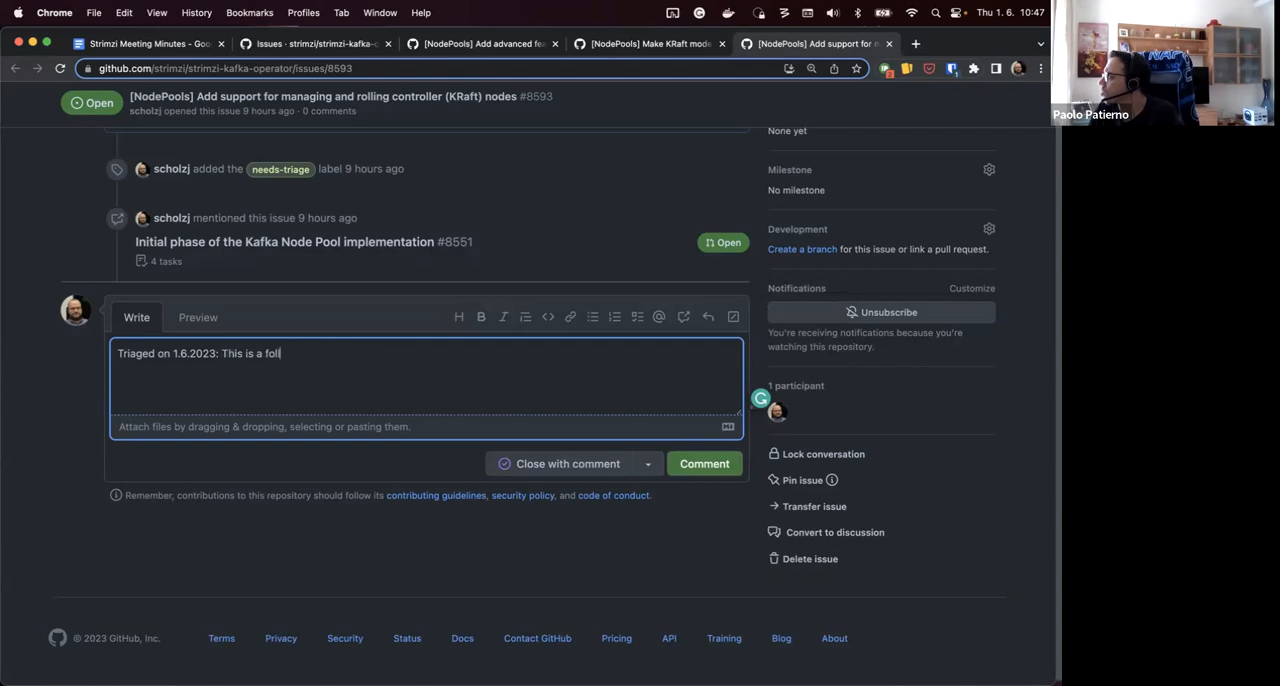 Chrome File Edit View History Bookmarks Profiles Tab Window Help Thu 1. 6. 10:47
Strimzi Meeting Minutes - Goo Issues · strimzi/strimzi-kafka-o [NodePools] Add advanced fea [NodePools] Make KRaft mode [NodePools] Add support for m
github.com/strimzi/strimzi-kafka-operator/issues/8593
Paolo Patierno
Open
[NodePools] Add support for managing and rolling controller (KRaft) nodes #8593
scholzj opened this issue 9 hours ago · 0 comments
None yet
scholzj added the needs-triage label 9 hours ago
Milestone
No milestone
scholzj mentioned this issue 9 hours ago
Initial phase of the Kafka Node Pool implementation #8551
Open
4 tasks
Development
Create a branch for this issue or link a pull request.
Notifications Customize
Unsubscribe
You're receiving notifications because you're
watching this repository.
Write Preview
Triaged on 1.6.2023: This is a foll
Attach files by dragging & dropping, selecting or pasting them.
Close with comment Comment
Remember, contributions to this repository should follow its contributing guidelines, security policy, and code of conduct.
1 participant
Lock conversation
Pin issue
Transfer issue
Convert to discussion
Delete issue
© 2023 GitHub, Inc. Terms Privacy Security Status Docs Contact GitHub Pricing API Training Blog About